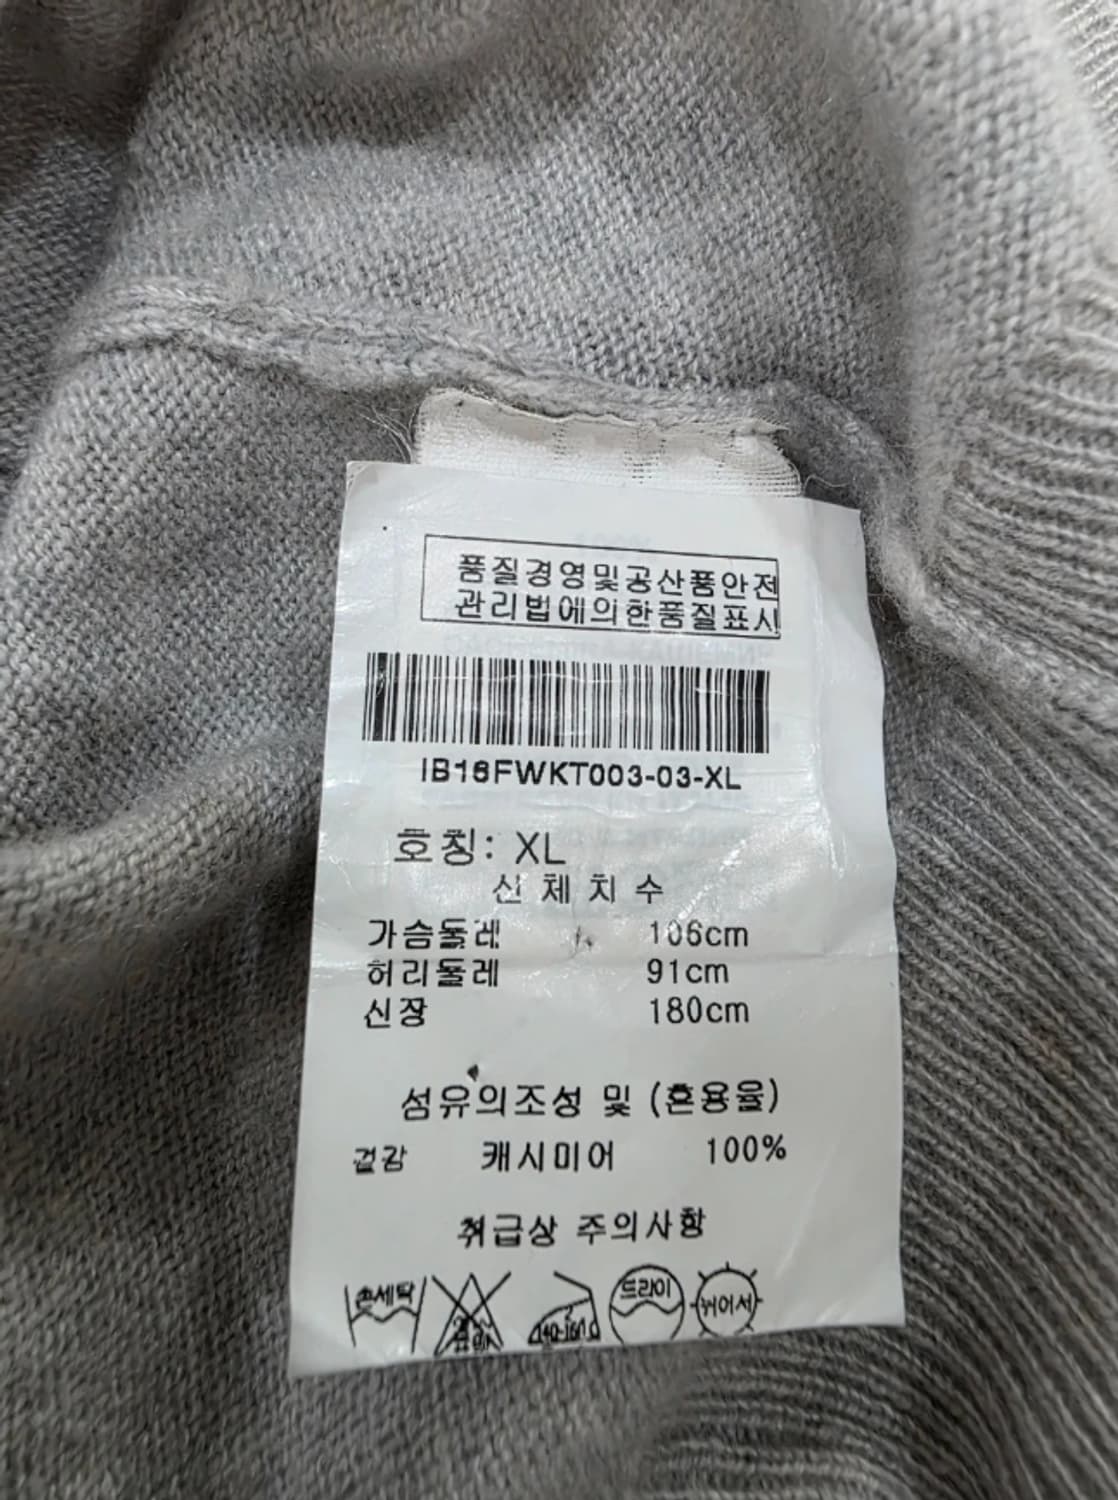 품질경영및공산품안전
관리법에의한품질표시
IB16FWKT003-03-XL
호칭: XL
신체치수
가슴둘레 106cm
허리둘레 91cm
신장 180cm
섬유의조성 및 (혼용율)
겉감 캐시미어 100%
취급상 주의사항
손세탁
드라이
뉘어서